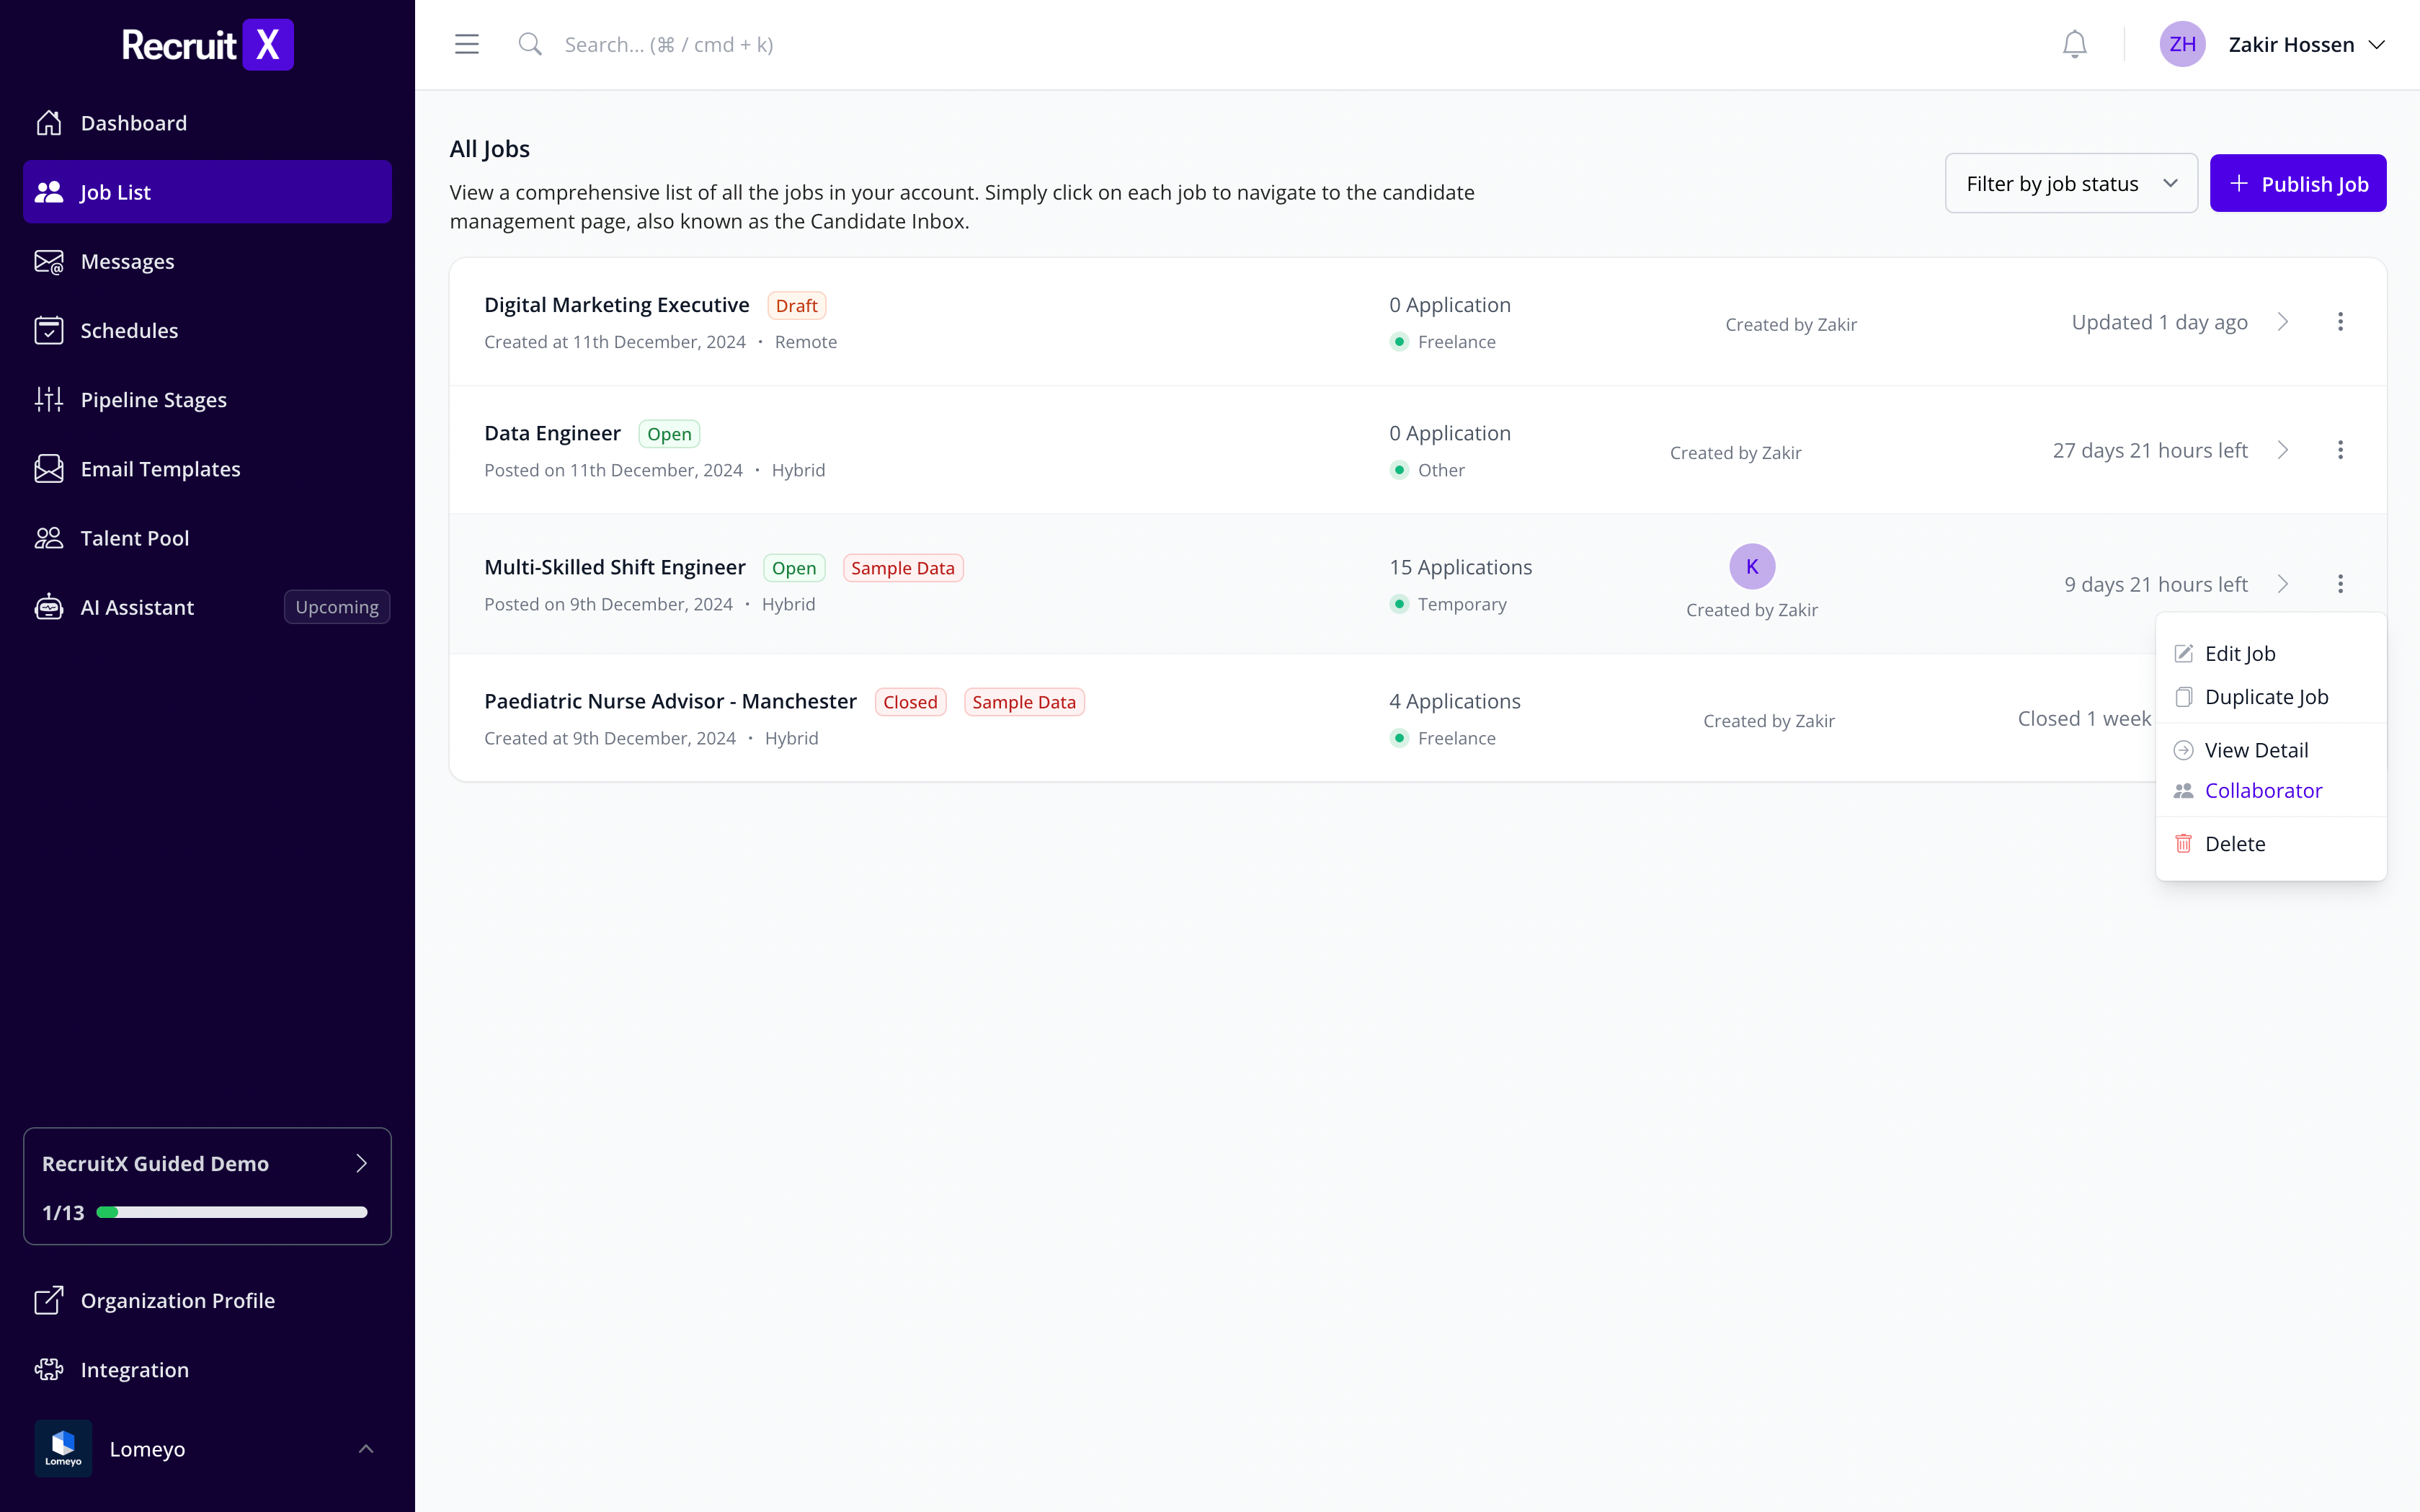 Recruit X
Search... (⌘ / cmd + k)
ZH
Zakir Hossen
Dashboard
Job List
Messages
Schedules
Pipeline Stages
Email Templates
Talent Pool
AI Assistant
Upcoming
RecruitX Guided Demo
1/13
Organization Profile
Integration
Lomeyo
Lomeyo
All Jobs
View a comprehensive list of all the jobs in your account. Simply click on each job to navigate to the candidate
management page, also known as the Candidate Inbox.
Filter by job status
Publish Job
Digital Marketing Executive Draft
Created at 11th December, 2024 • Remote
0 Application
Freelance
Created by Zakir
Updated 1 day ago
Data Engineer Open
Posted on 11th December, 2024 • Hybrid
0 Application
Other
Created by Zakir
27 days 21 hours left
Multi-Skilled Shift Engineer Open Sample Data
Posted on 9th December, 2024 • Hybrid
15 Applications
Temporary
K
Created by Zakir
9 days 21 hours left
Paediatric Nurse Advisor - Manchester Closed Sample Data
Created at 9th December, 2024 • Hybrid
4 Applications
Freelance
Created by Zakir
Closed 1 week
Edit Job
Duplicate Job
View Detail
Collaborator
Delete